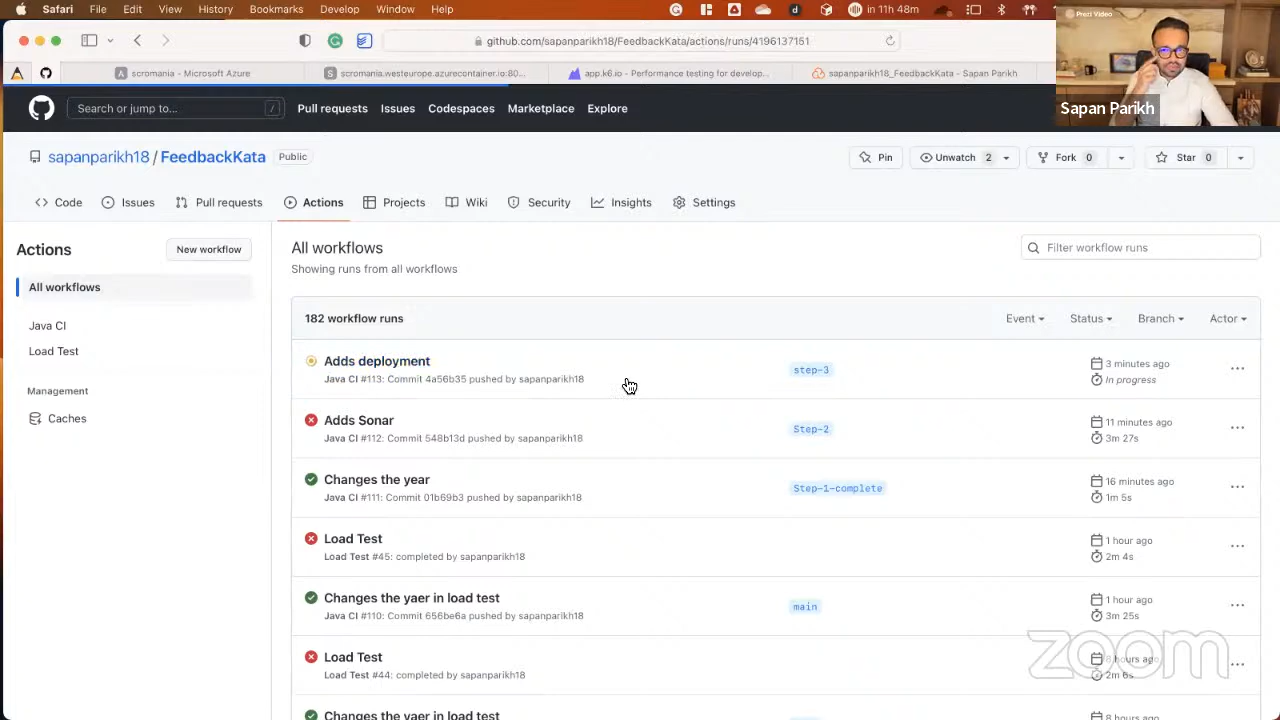 Safari File Edit View History Bookmarks Develop Window Help in 11h 48m
Prezi Video
github.com/sapanparikh18/FeedbackKata/actions/runs/4196137151
scromania - Microsoft Azure
scromania.westeurope.azurecontainer.io:80...
app.k6.io - Performance testing for develop...
sapanparikh18_FeedbackKata - Sapan Parikh
Sapan Parikh
Search or jump to... /
Pull requests Issues Codespaces Marketplace Explore
sapanparikh18 / FeedbackKata Public
Pin Unwatch 2 Fork 0 Star 0
Code Issues Pull requests Actions Projects Wiki Security Insights Settings
Actions
New workflow
All workflows
Java CI
Load Test
Management
Caches
All workflows
Showing runs from all workflows
Filter workflow runs
182 workflow runs Event Status Branch Actor
Adds deployment
Java CI #113: Commit 4a56b35 pushed by sapanparikh18
step-3
3 minutes ago
In progress
Adds Sonar
Java CI #112: Commit 548b13d pushed by sapanparikh18
Step-2
11 minutes ago
3m 27s
Changes the year
Java CI #111: Commit 01b69b3 pushed by sapanparikh18
Step-1-complete
16 minutes ago
1m 5s
Load Test
Load Test #45: completed by sapanparikh18
1 hour ago
2m 4s
Changes the yaer in load test
Java CI #110: Commit 656be6a pushed by sapanparikh18
main
1 hour ago
3m 25s
Load Test
Load Test #44: completed by sapanparikh18
8 hours ago
2m 6s
zoom
Changes the yaer in load test
8 hours ago